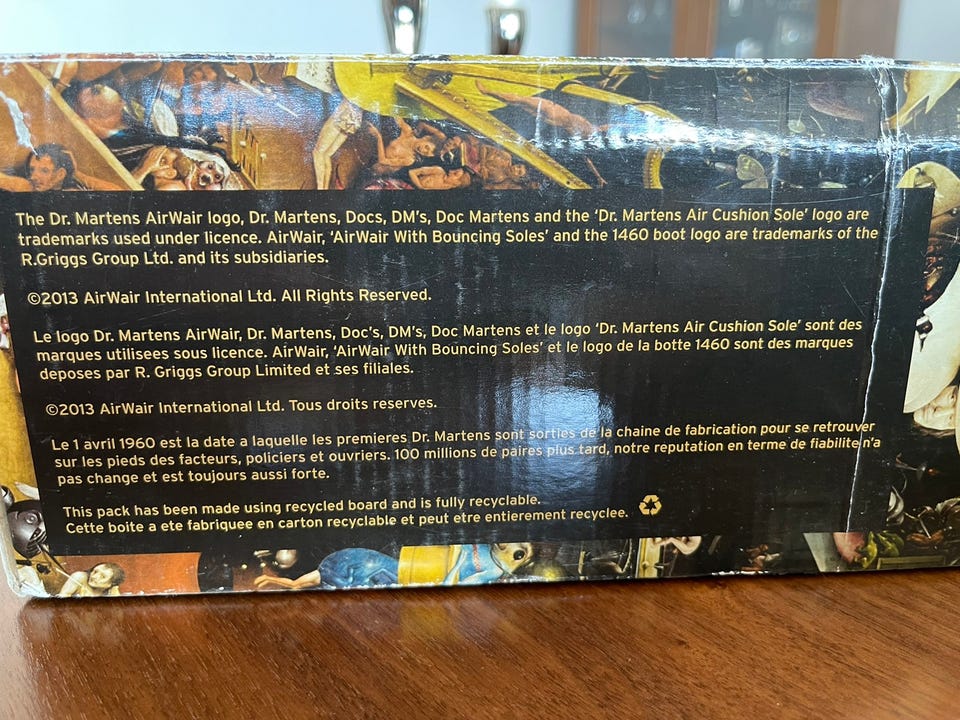 The Dr. Martens AirWair logo, Dr. Martens, Docs, DM's, Doc Martens and the 'Dr. Martens Air Cushion Sole' logo are
trademarks used under licence. AirWair, 'AirWair With Bouncing Soles' and the 1460 boot logo are trademarks of the
R.Griggs Group Ltd. and its subsidiaries.
©2013 AirWair International Ltd. All Rights Reserved.
Le logo Dr. Martens AirWair, Dr. Martens, Doc's, DM's, Doc Martens et le logo 'Dr. Martens Air Cushion Sole' sont des
marques utilisees sous licence. AirWair, 'AirWair With Bouncing Soles' et le logo de la botte 1460 sont des marques
deposes par R. Griggs Group Limited et ses filiales.
©2013 AirWair International Ltd. Tous droits reserves.
Le 1 avril 1960 est la date a laquelle les premieres Dr. Martens sont sorties de la chaine de fabrication pour se retrouver
sur les pieds des facteurs, policiers et ouvriers. 100 millions de paires plus tard, notre reputation en terme de fiabilite n'a
pas change et est toujours aussi forte.
This pack has been made using recycled board and is fully recyclable.
Cette boite a ete fabriquee en carton recyclable et peut etre entierement recyclee.